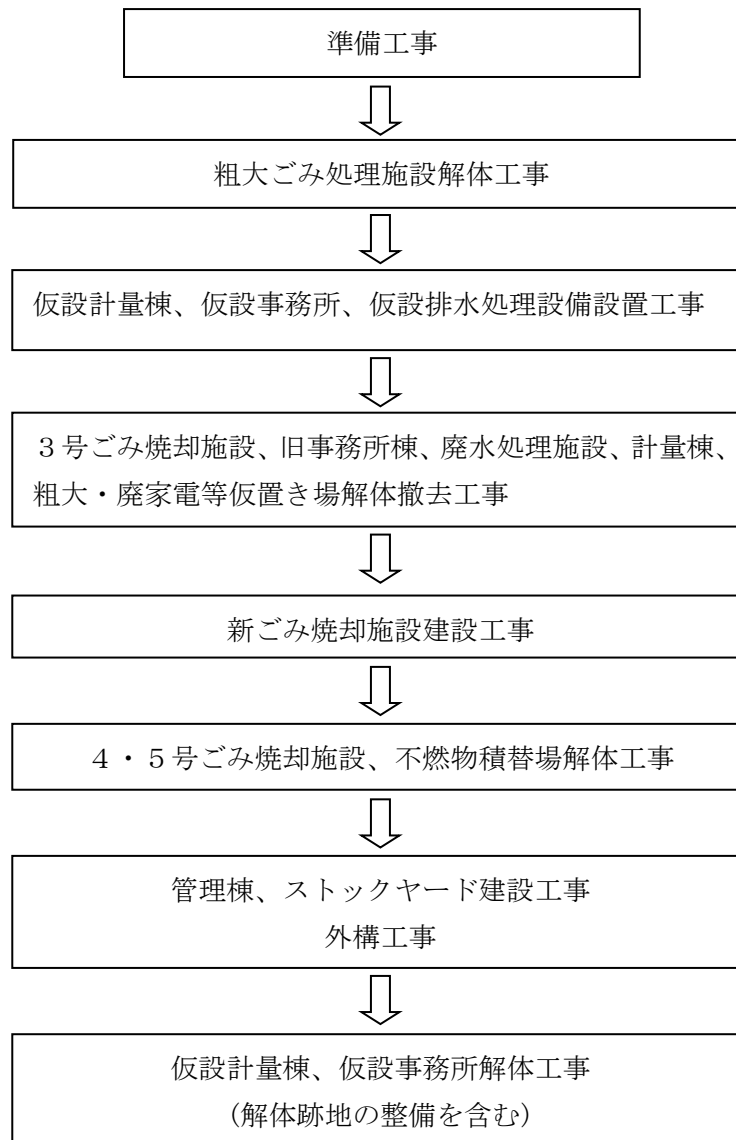 準備工事
粗大ごみ処理施設解体工事
仮設計量棟、仮設事務所、仮設排水処理設備設置工事
３号ごみ焼却施設、旧事務所棟、廃水処理施設、計量棟、
粗大・廃家電等仮置き場解体撤去工事
新ごみ焼却施設建設工事
４・５号ごみ焼却施設、不燃物積替場解体工事
管理棟、ストックヤード建設工事
外構工事
仮設計量棟、仮設事務所解体工事
（解体跡地の整備を含む）